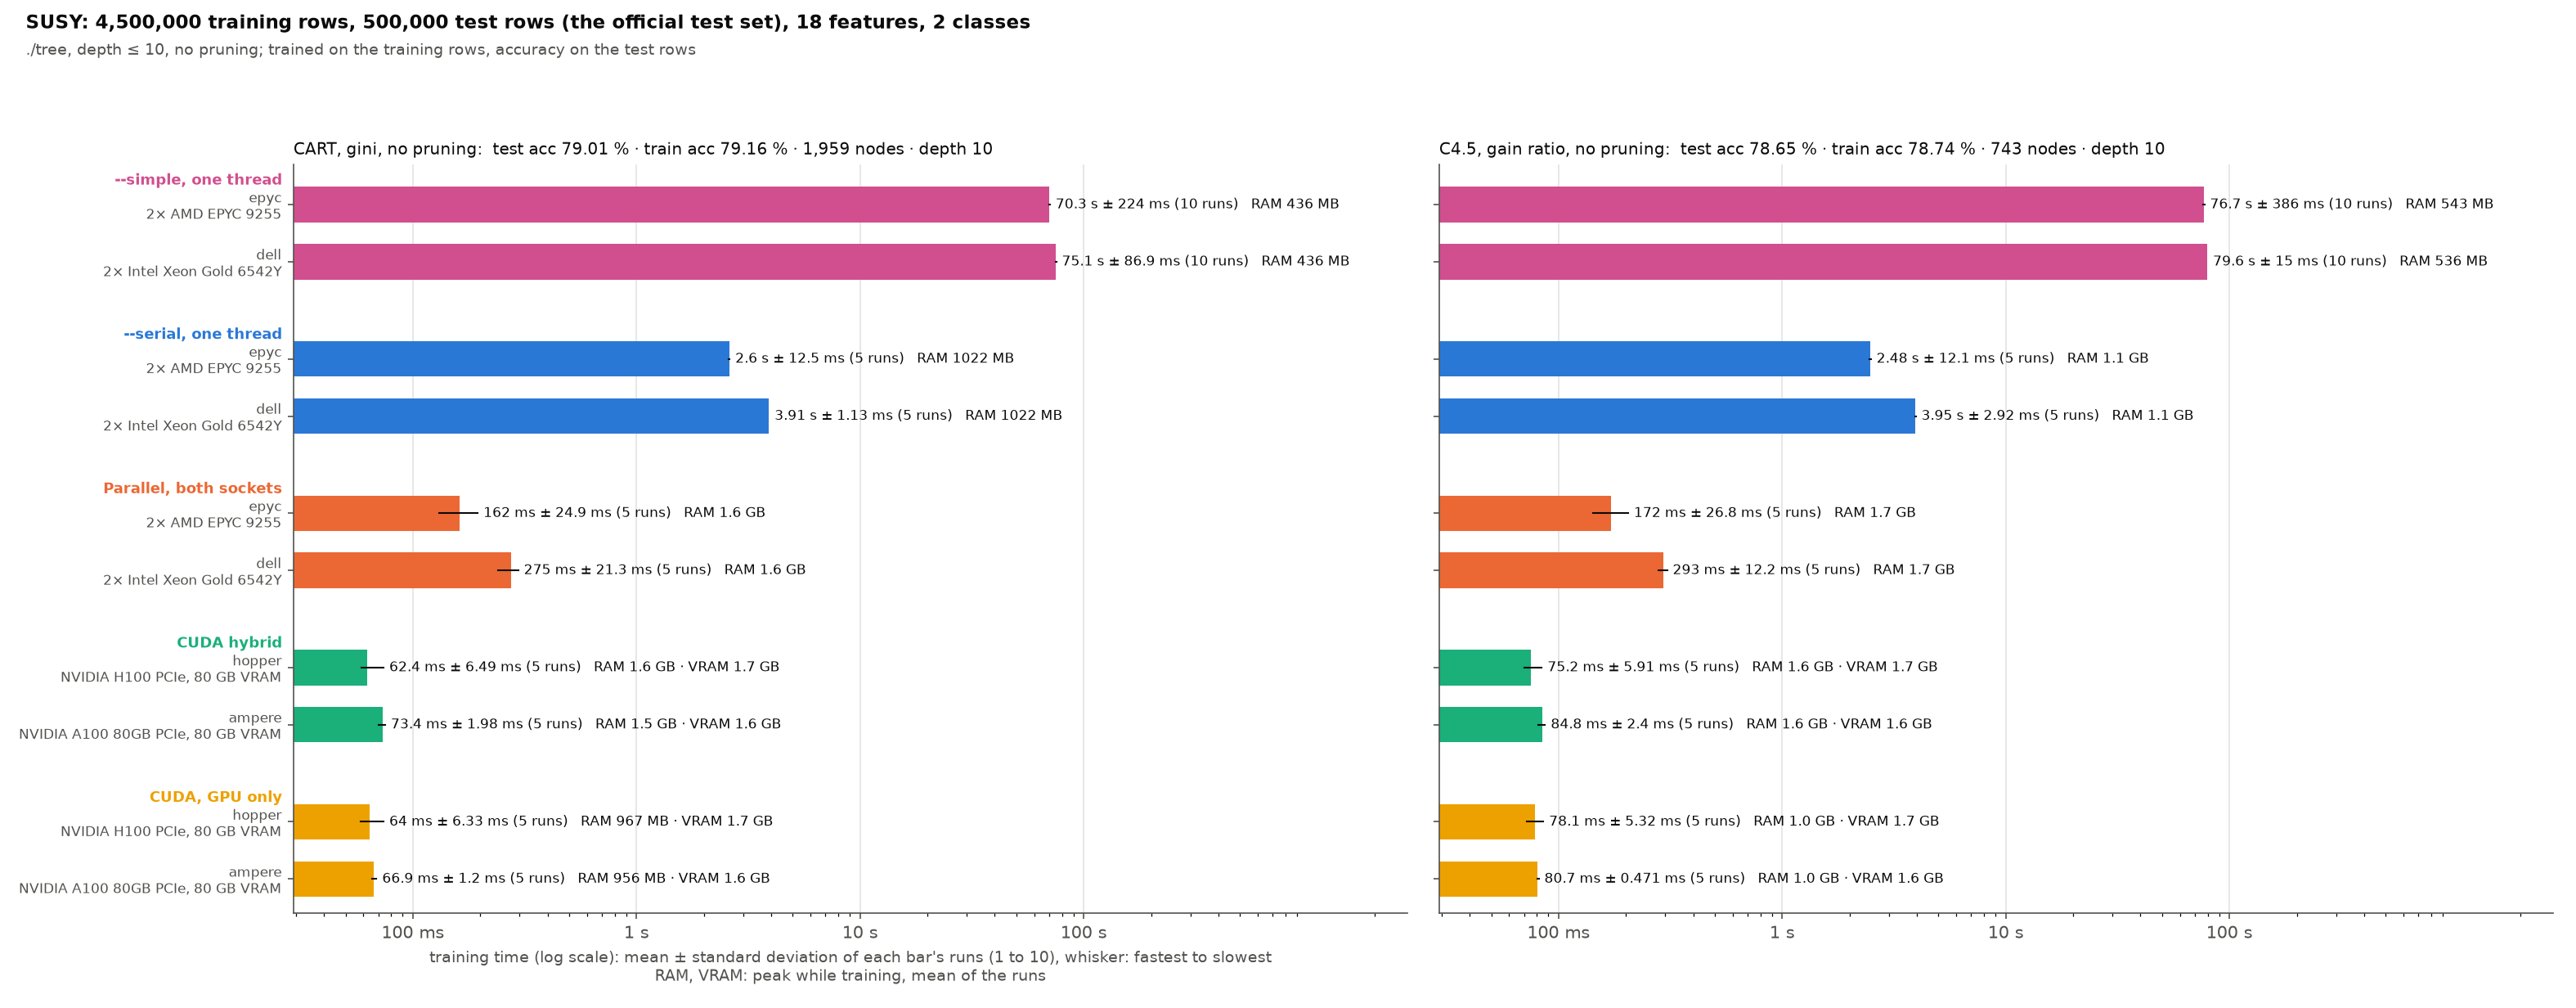 SUSY: 4,500,000 training rows, 500,000 test rows (the official test set), 18 features, 2 classes
./tree, depth ≤ 10, no pruning; trained on the training rows, accuracy on the test rows
CART, gini, no pruning:  test acc 79.01 % · train acc 79.16 % · 1,959 nodes · depth 10
--simple, one thread
epyc
2× AMD EPYC 9255
70.3 s ± 224 ms (10 runs)   RAM 436 MB
dell
2× Intel Xeon Gold 6542Y
75.1 s ± 86.9 ms (10 runs)   RAM 436 MB
--serial, one thread
epyc
2× AMD EPYC 9255
2.6 s ± 12.5 ms (5 runs)   RAM 1022 MB
dell
2× Intel Xeon Gold 6542Y
3.91 s ± 1.13 ms (5 runs)   RAM 1022 MB
Parallel, both sockets
epyc
2× AMD EPYC 9255
162 ms ± 24.9 ms (5 runs)   RAM 1.6 GB
dell
2× Intel Xeon Gold 6542Y
275 ms ± 21.3 ms (5 runs)   RAM 1.6 GB
CUDA hybrid
hopper
NVIDIA H100 PCIe, 80 GB VRAM
62.4 ms ± 6.49 ms (5 runs)   RAM 1.6 GB · VRAM 1.7 GB
ampere
NVIDIA A100 80GB PCIe, 80 GB VRAM
73.4 ms ± 1.98 ms (5 runs)   RAM 1.5 GB · VRAM 1.6 GB
CUDA, GPU only
hopper
NVIDIA H100 PCIe, 80 GB VRAM
64 ms ± 6.33 ms (5 runs)   RAM 967 MB · VRAM 1.7 GB
ampere
NVIDIA A100 80GB PCIe, 80 GB VRAM
66.9 ms ± 1.2 ms (5 runs)   RAM 956 MB · VRAM 1.6 GB
100 ms 1 s 10 s 100 s
C4.5, gain ratio, no pruning:  test acc 78.65 % · train acc 78.74 % · 743 nodes · depth 10
76.7 s ± 386 ms (10 runs)   RAM 543 MB
79.6 s ± 15 ms (10 runs)   RAM 536 MB
2.48 s ± 12.1 ms (5 runs)   RAM 1.1 GB
3.95 s ± 2.92 ms (5 runs)   RAM 1.1 GB
172 ms ± 26.8 ms (5 runs)   RAM 1.7 GB
293 ms ± 12.2 ms (5 runs)   RAM 1.7 GB
75.2 ms ± 5.91 ms (5 runs)   RAM 1.6 GB · VRAM 1.7 GB
84.8 ms ± 2.4 ms (5 runs)   RAM 1.6 GB · VRAM 1.6 GB
78.1 ms ± 5.32 ms (5 runs)   RAM 1.0 GB · VRAM 1.7 GB
80.7 ms ± 0.471 ms (5 runs)   RAM 1.0 GB · VRAM 1.6 GB
100 ms 1 s 10 s 100 s
training time (log scale): mean ± standard deviation of each bar's runs (1 to 10), whisker: fastest to slowest
RAM, VRAM: peak while training, mean of the runs